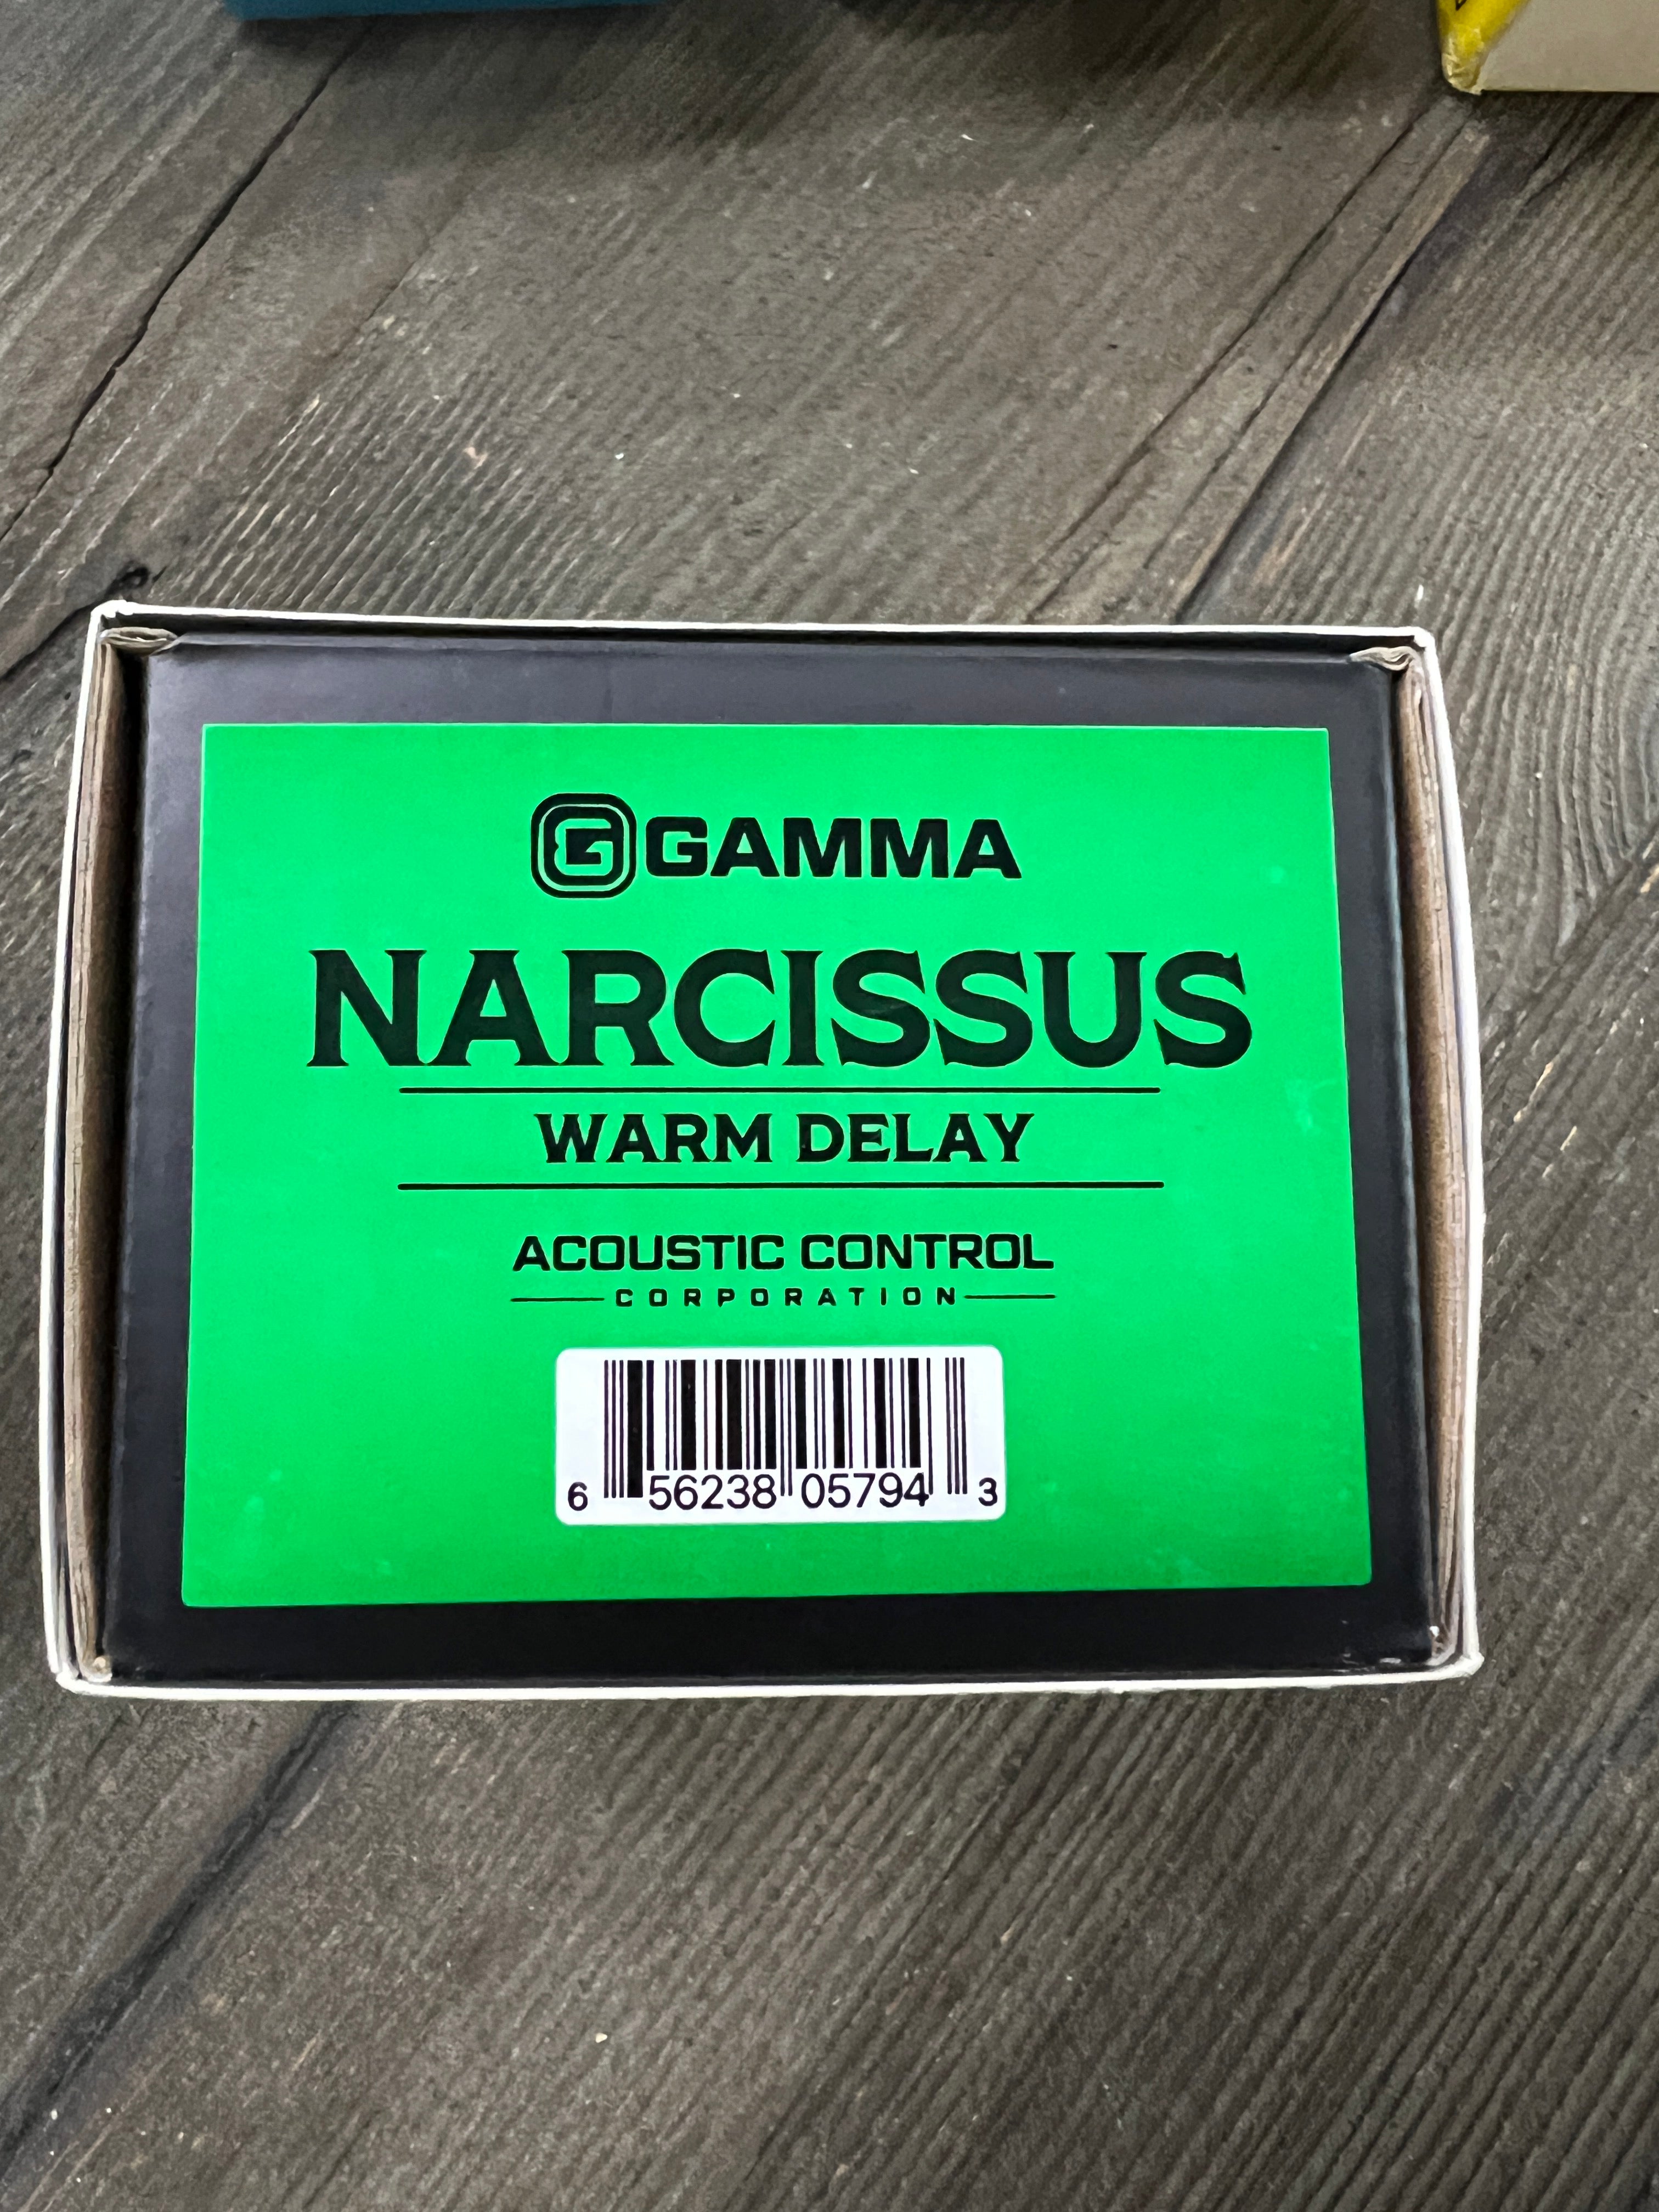 G GAMMA
NARCISSUS
WARM DELAY
ACOUSTIC CONTROL
CORPORATION
6 56238 05794 3